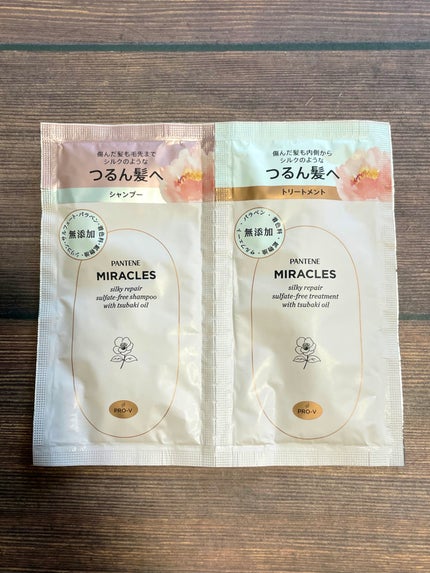 傷んだ髪も毛先まで
シルクのような
つるん髪へ
シャンプー
無添加
PANTENE
MIRACLES
silky repair
sulfate-free shampoo
with tsubaki oil
PRO-V
傷んだ髪も内側から
シルクのような
つるん髪へ
トリートメント
無添加
PANTENE
MIRACLES
silky repair
sulfate-free treatment
with tsubaki oil
PRO-V